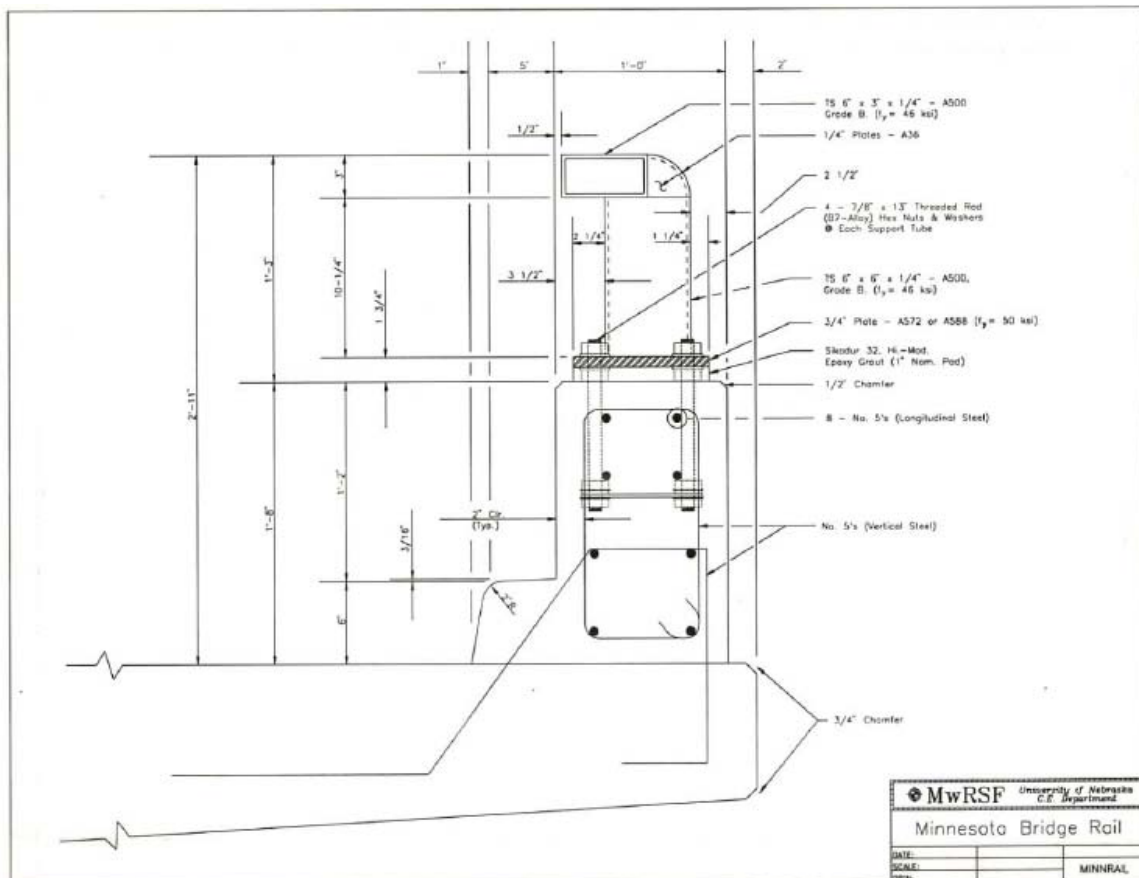 1"
5"
1'-0"
2"
TS 6" x 3" x 1/4" - A500
Grade B. (fy = 46 ksi)
1/2"
1/4" Plates - A36
2 1/2"
3"
4 - 7/8" x 13" Threaded Rod
(B7-Alloy) Hex Nuts & Washers
@ Each Support Tube
2 1/4"
1 1/4"
1'-3"
10-1/4"
3 1/2"
TS 6" x 6" x 1/4" - A500,
Grade B. (fy = 46 ksi)
1 3/4"
3/4" Plate - A572 or A588 (fy = 50 ksi)
Sikadur 32, Hi.-Mod.
Epoxy Grout (1" Nom. Pad)
1/2" Chamfer
2'-11"
8 - No. 5's (Longitudinal Steel)
1'-8"
1'-2"
2" Clr.
(Typ.)
3/16"
No. 5's (Vertical Steel)
2"R
6"
3/4" Chamfer
MwRSF
University of Nebraska
C.E. Department
Minnesota Bridge Rail
DATE:
SCALE:
MINNRAIL